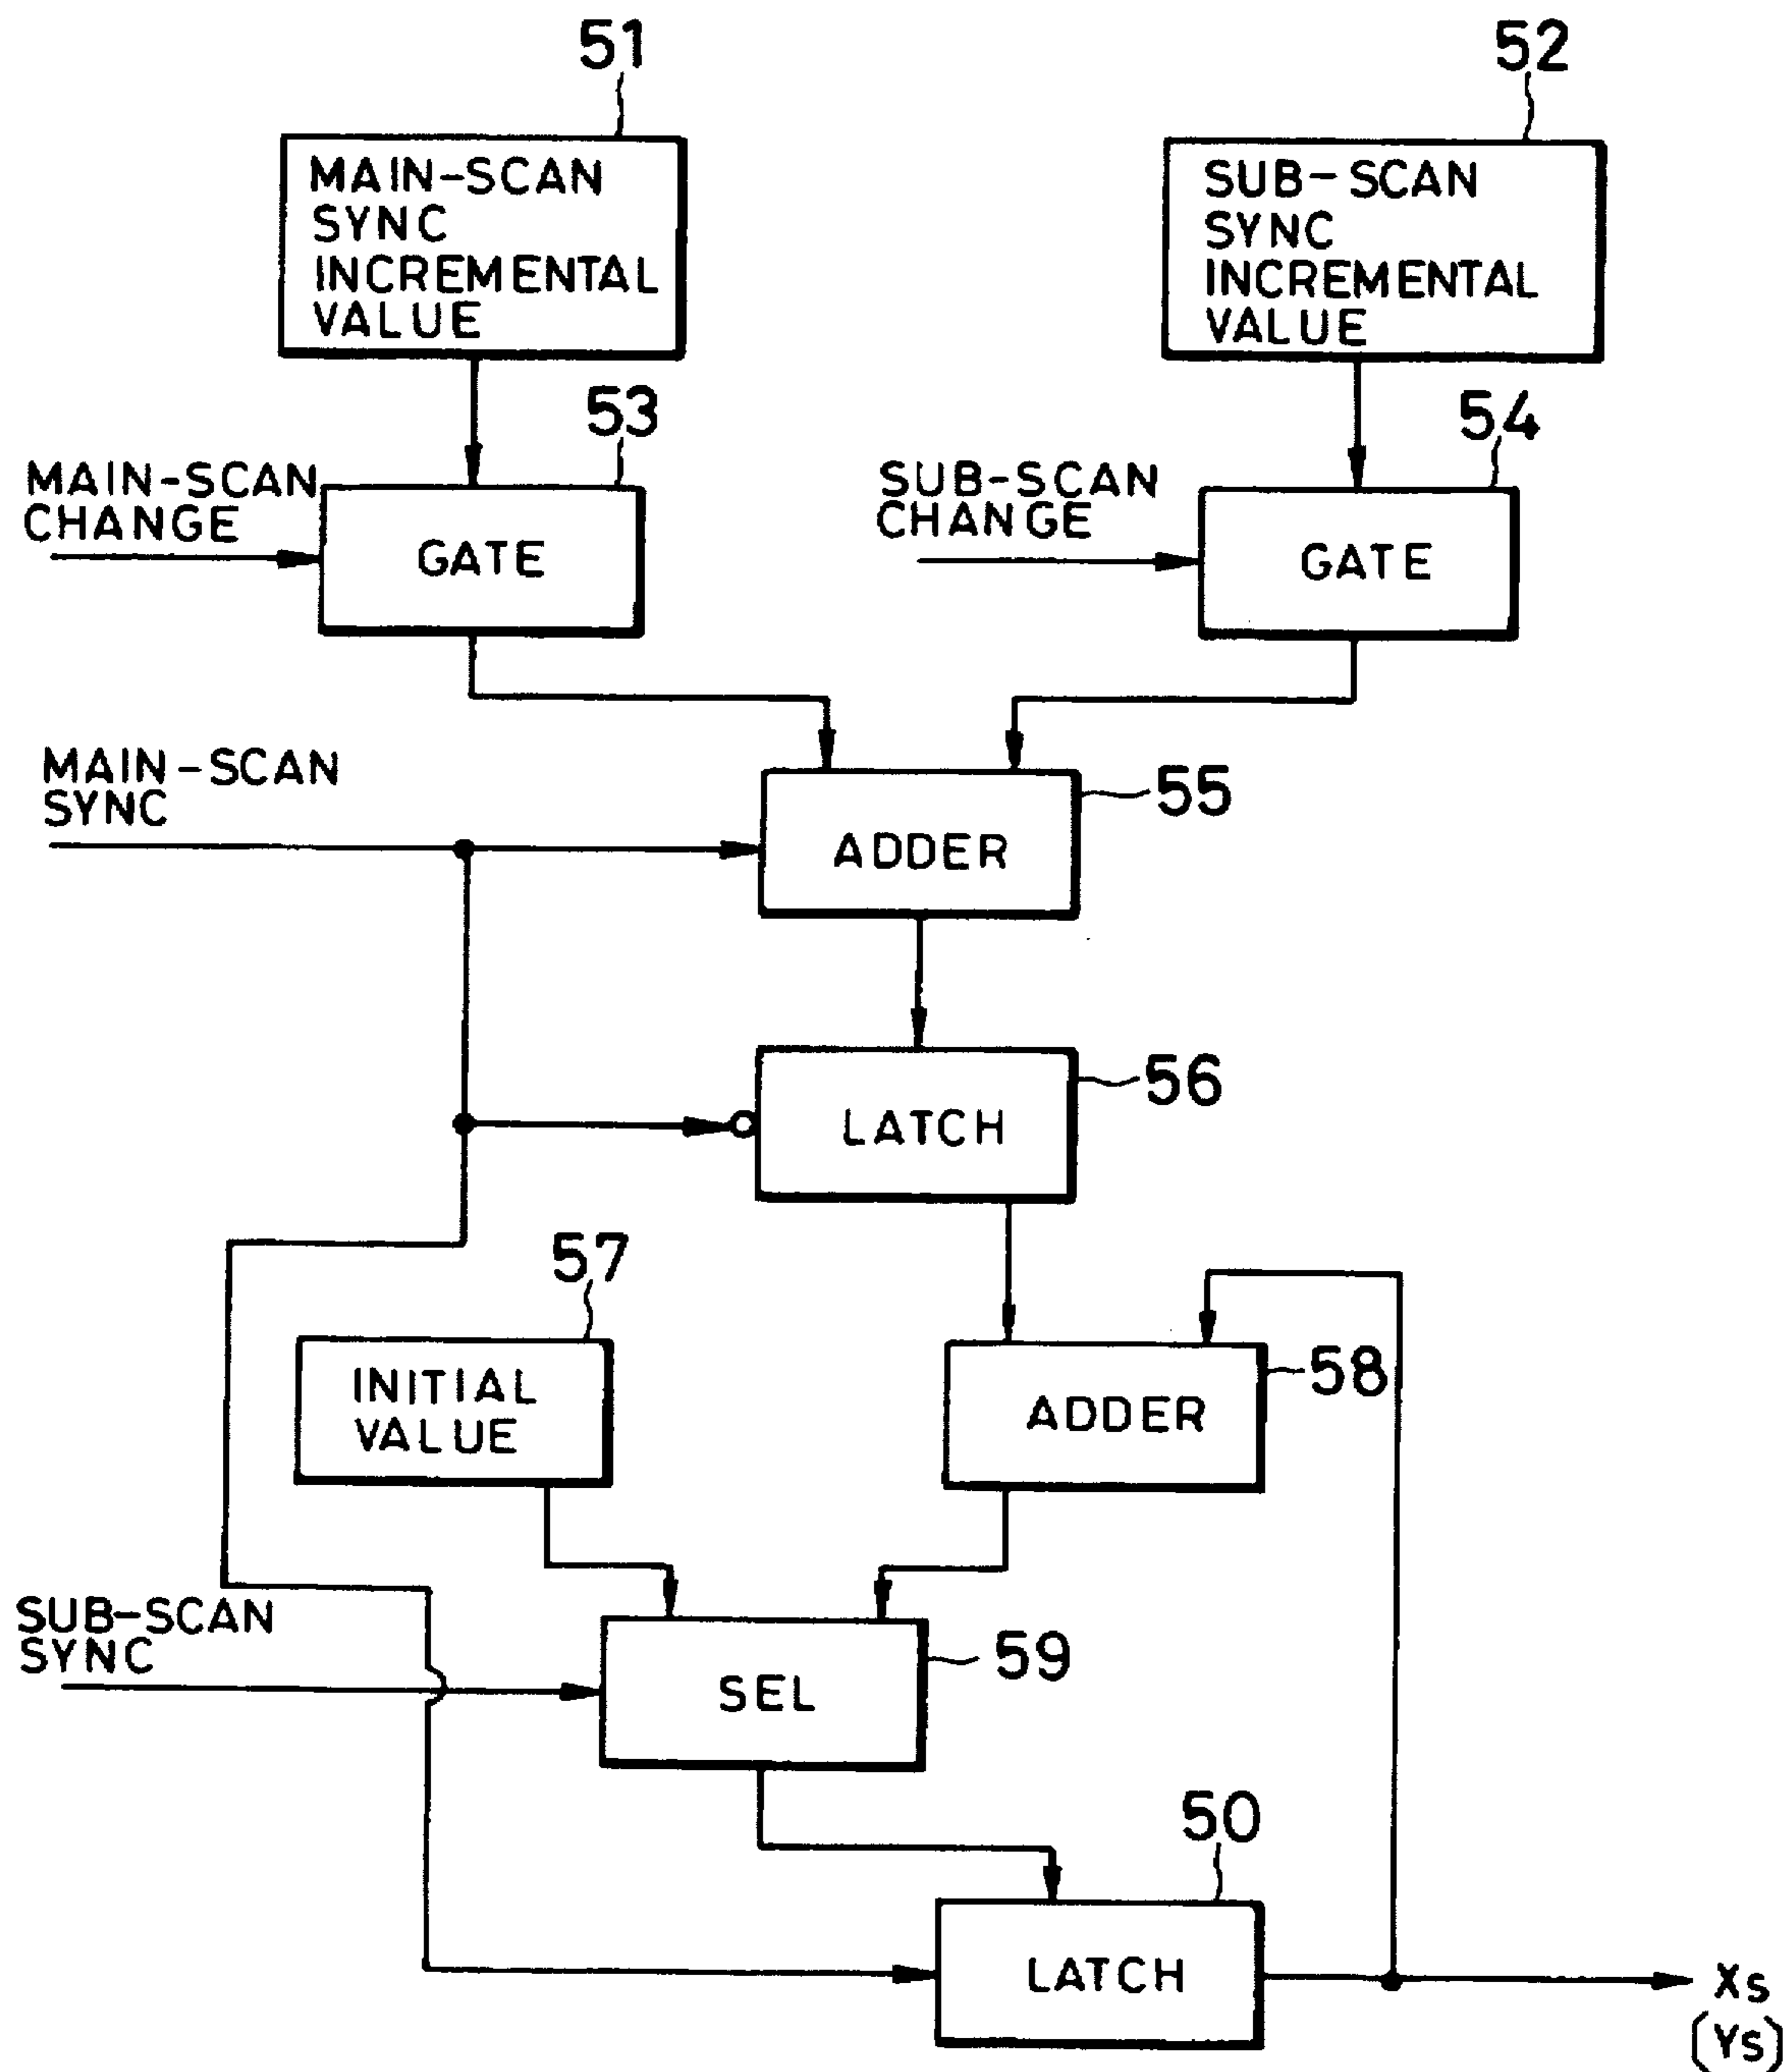 51
52
MAIN-SCAN
SYNC
INCREMENTAL
VALUE
SUB-SCAN
SYNC
INCREMENTAL
VALUE
53
54
MAIN-SCAN
CHANGE
GATE
SUB-SCAN
CHANGE
GATE
MAIN-SCAN
SYNC
55
ADDER
56
LATCH
57
INITIAL
VALUE
58
ADDER
SUB-SCAN
SYNC
59
SEL
50
LATCH
Xs
(Ys)